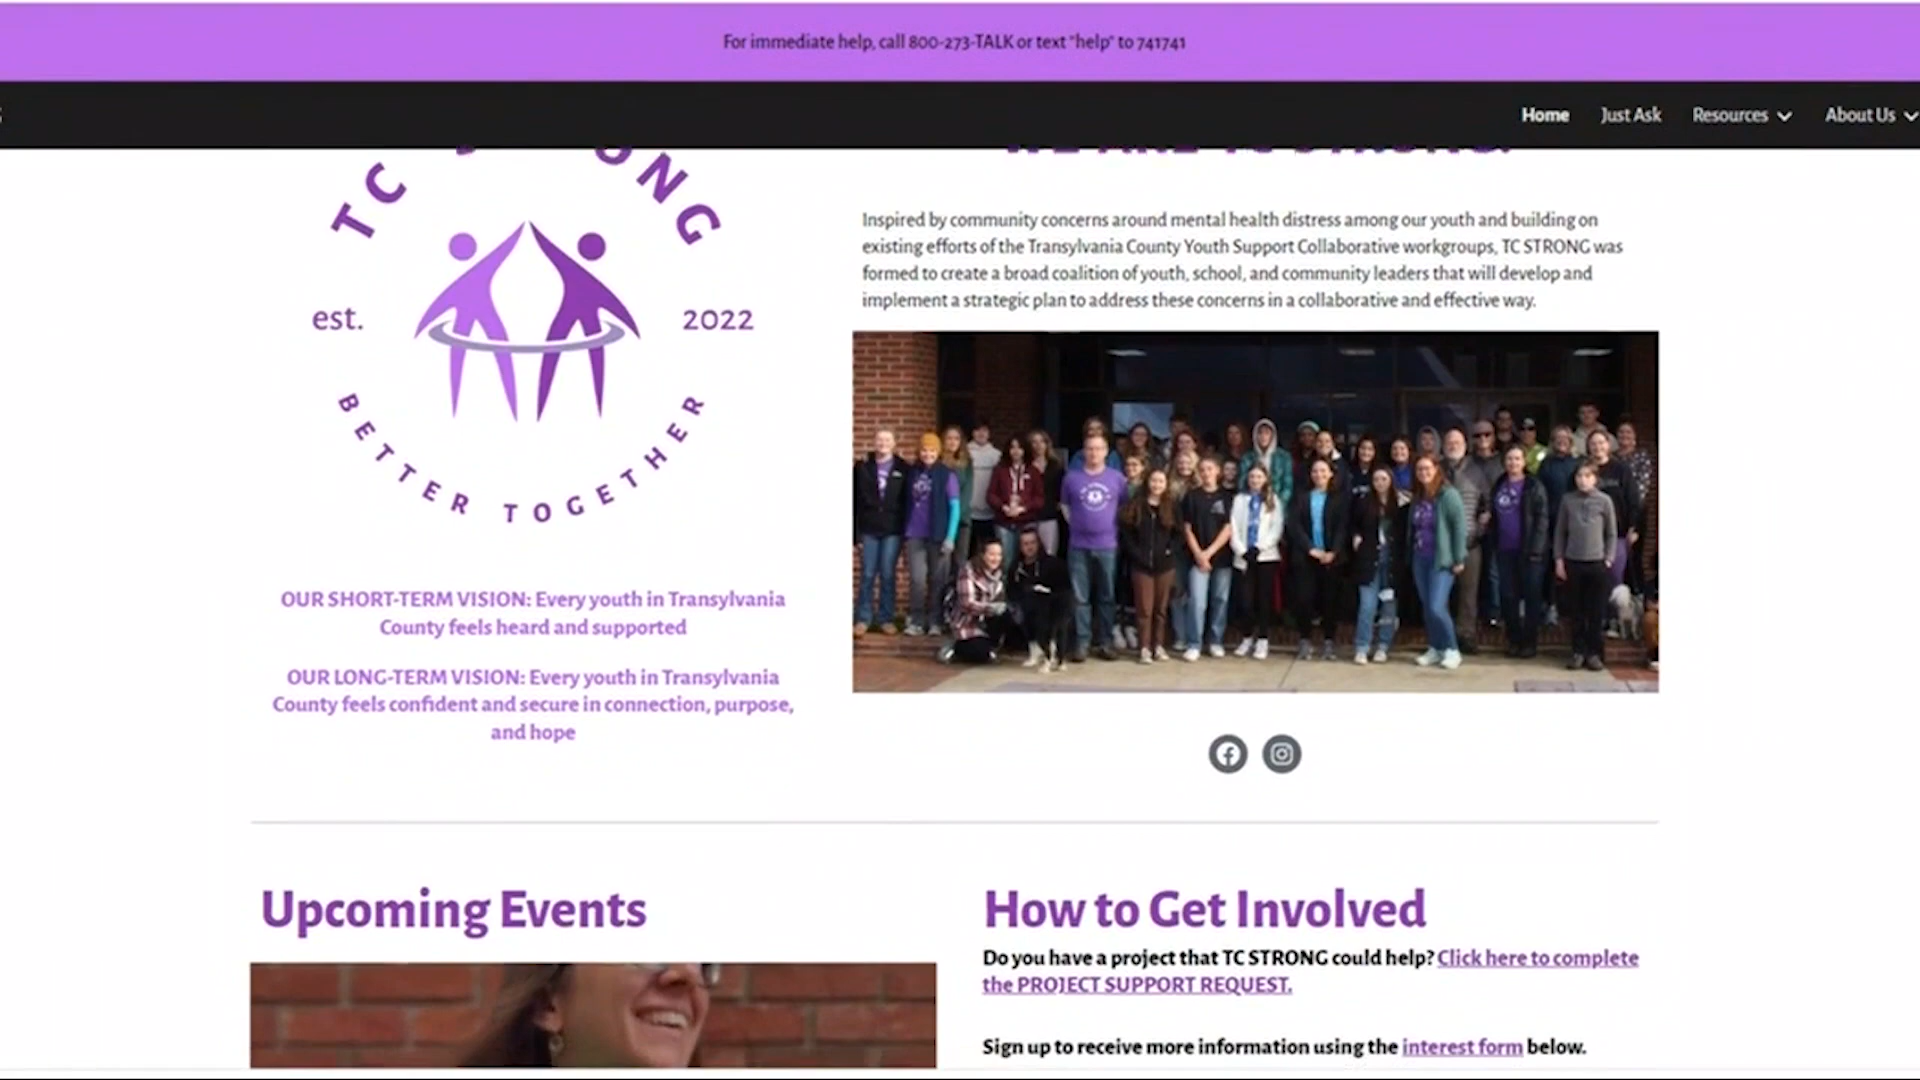 For immediate help, call 800-273-TALK or text "help" to 741741
Home
Just Ask
Resources
About Us
TC STRONG
est.
2022
BETTER TOGETHER
OUR SHORT-TERM VISION: Every youth in Transylvania
County feels heard and supported
OUR LONG-TERM VISION: Every youth in Transylvania
County feels confident and secure in connection, purpose,
and hope
WE ARE TC STRONG!
Inspired by community concerns around mental health distress among our youth and building on
existing efforts of the Transylvania County Youth Support Collaborative workgroups, TC STRONG was
formed to create a broad coalition of youth, school, and community leaders that will develop and
implement a strategic plan to address these concerns in a collaborative and effective way.
Upcoming Events
How to Get Involved
Do you have a project that TC STRONG could help? Click here to complete
the PROJECT SUPPORT REQUEST.
Sign up to receive more information using the interest form below.